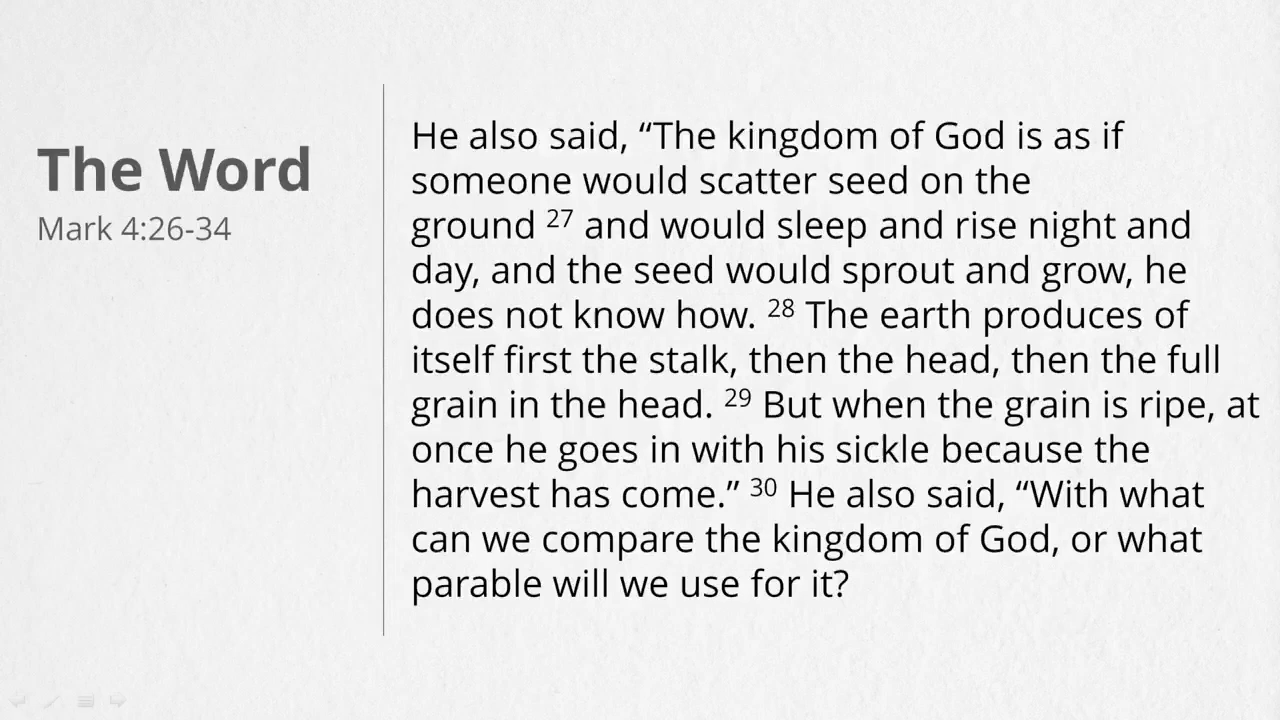 The Word
Mark 4:26-34
He also said, “The kingdom of God is as if
someone would scatter seed on the
ground 27 and would sleep and rise night and
day, and the seed would sprout and grow, he
does not know how. 28 The earth produces of
itself first the stalk, then the head, then the full
grain in the head. 29 But when the grain is ripe, at
once he goes in with his sickle because the
harvest has come.” 30 He also said, “With what
can we compare the kingdom of God, or what
parable will we use for it?